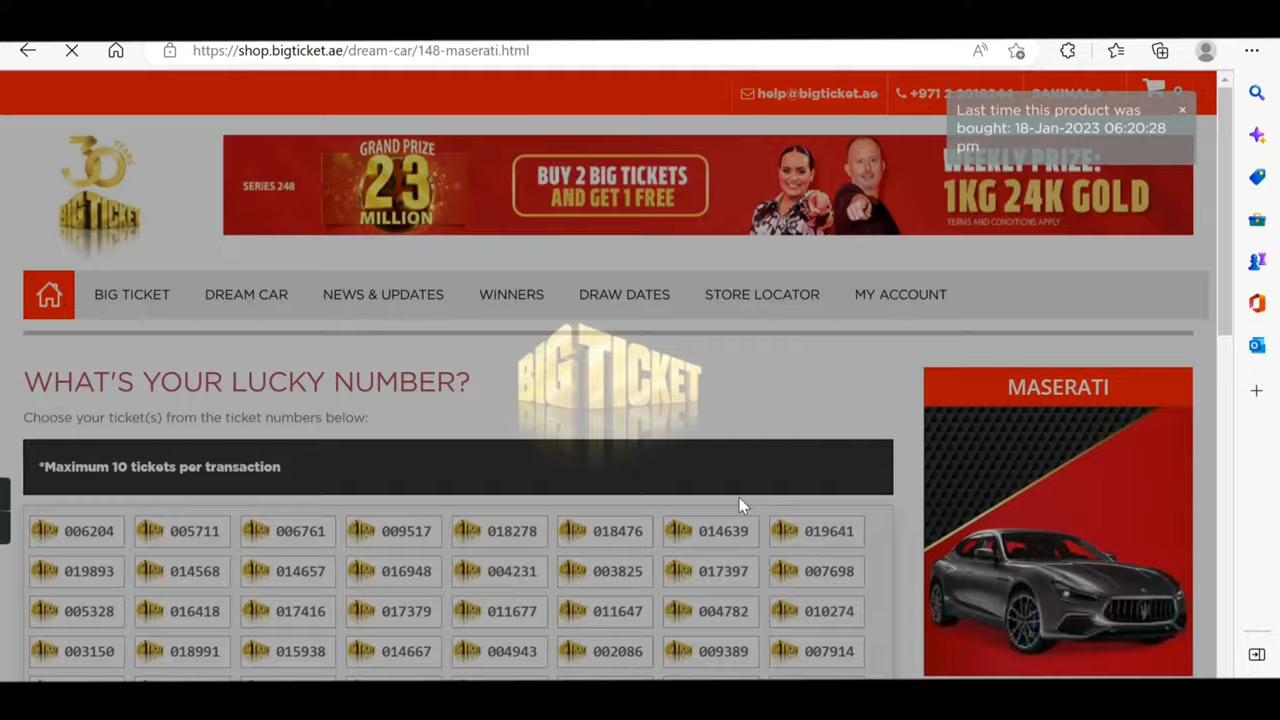 https://shop.bigticket.ae/dream-car/148-maserati.html
help@bigticket.ae
+971 2
Last time this product was
bought: 18-Jan-2023 06:20:28
pm
30
YEARS
BIG TICKET
SERIES 248
GRAND PRIZE
23
MILLION
BUY 2 BIG TICKETS
AND GET 1 FREE
WEEKLY PRIZE:
1KG 24K GOLD
TERMS AND CONDITIONS APPLY
BIG TICKET
DREAM CAR
NEWS & UPDATES
WINNERS
DRAW DATES
STORE LOCATOR
MY ACCOUNT
BIG TICKET
WHAT'S YOUR LUCKY NUMBER?
Choose your ticket(s) from the ticket numbers below:
*Maximum 10 tickets per transaction
006204 005711 006761 009517 018278 018476 014639 019641
019893 014568 014657 016948 004231 003825 017397 007698
005328 016418 017416 017379 011677 011647 004782 010274
003150 018991 015938 014667 004943 002086 009389 007914
MASERATI